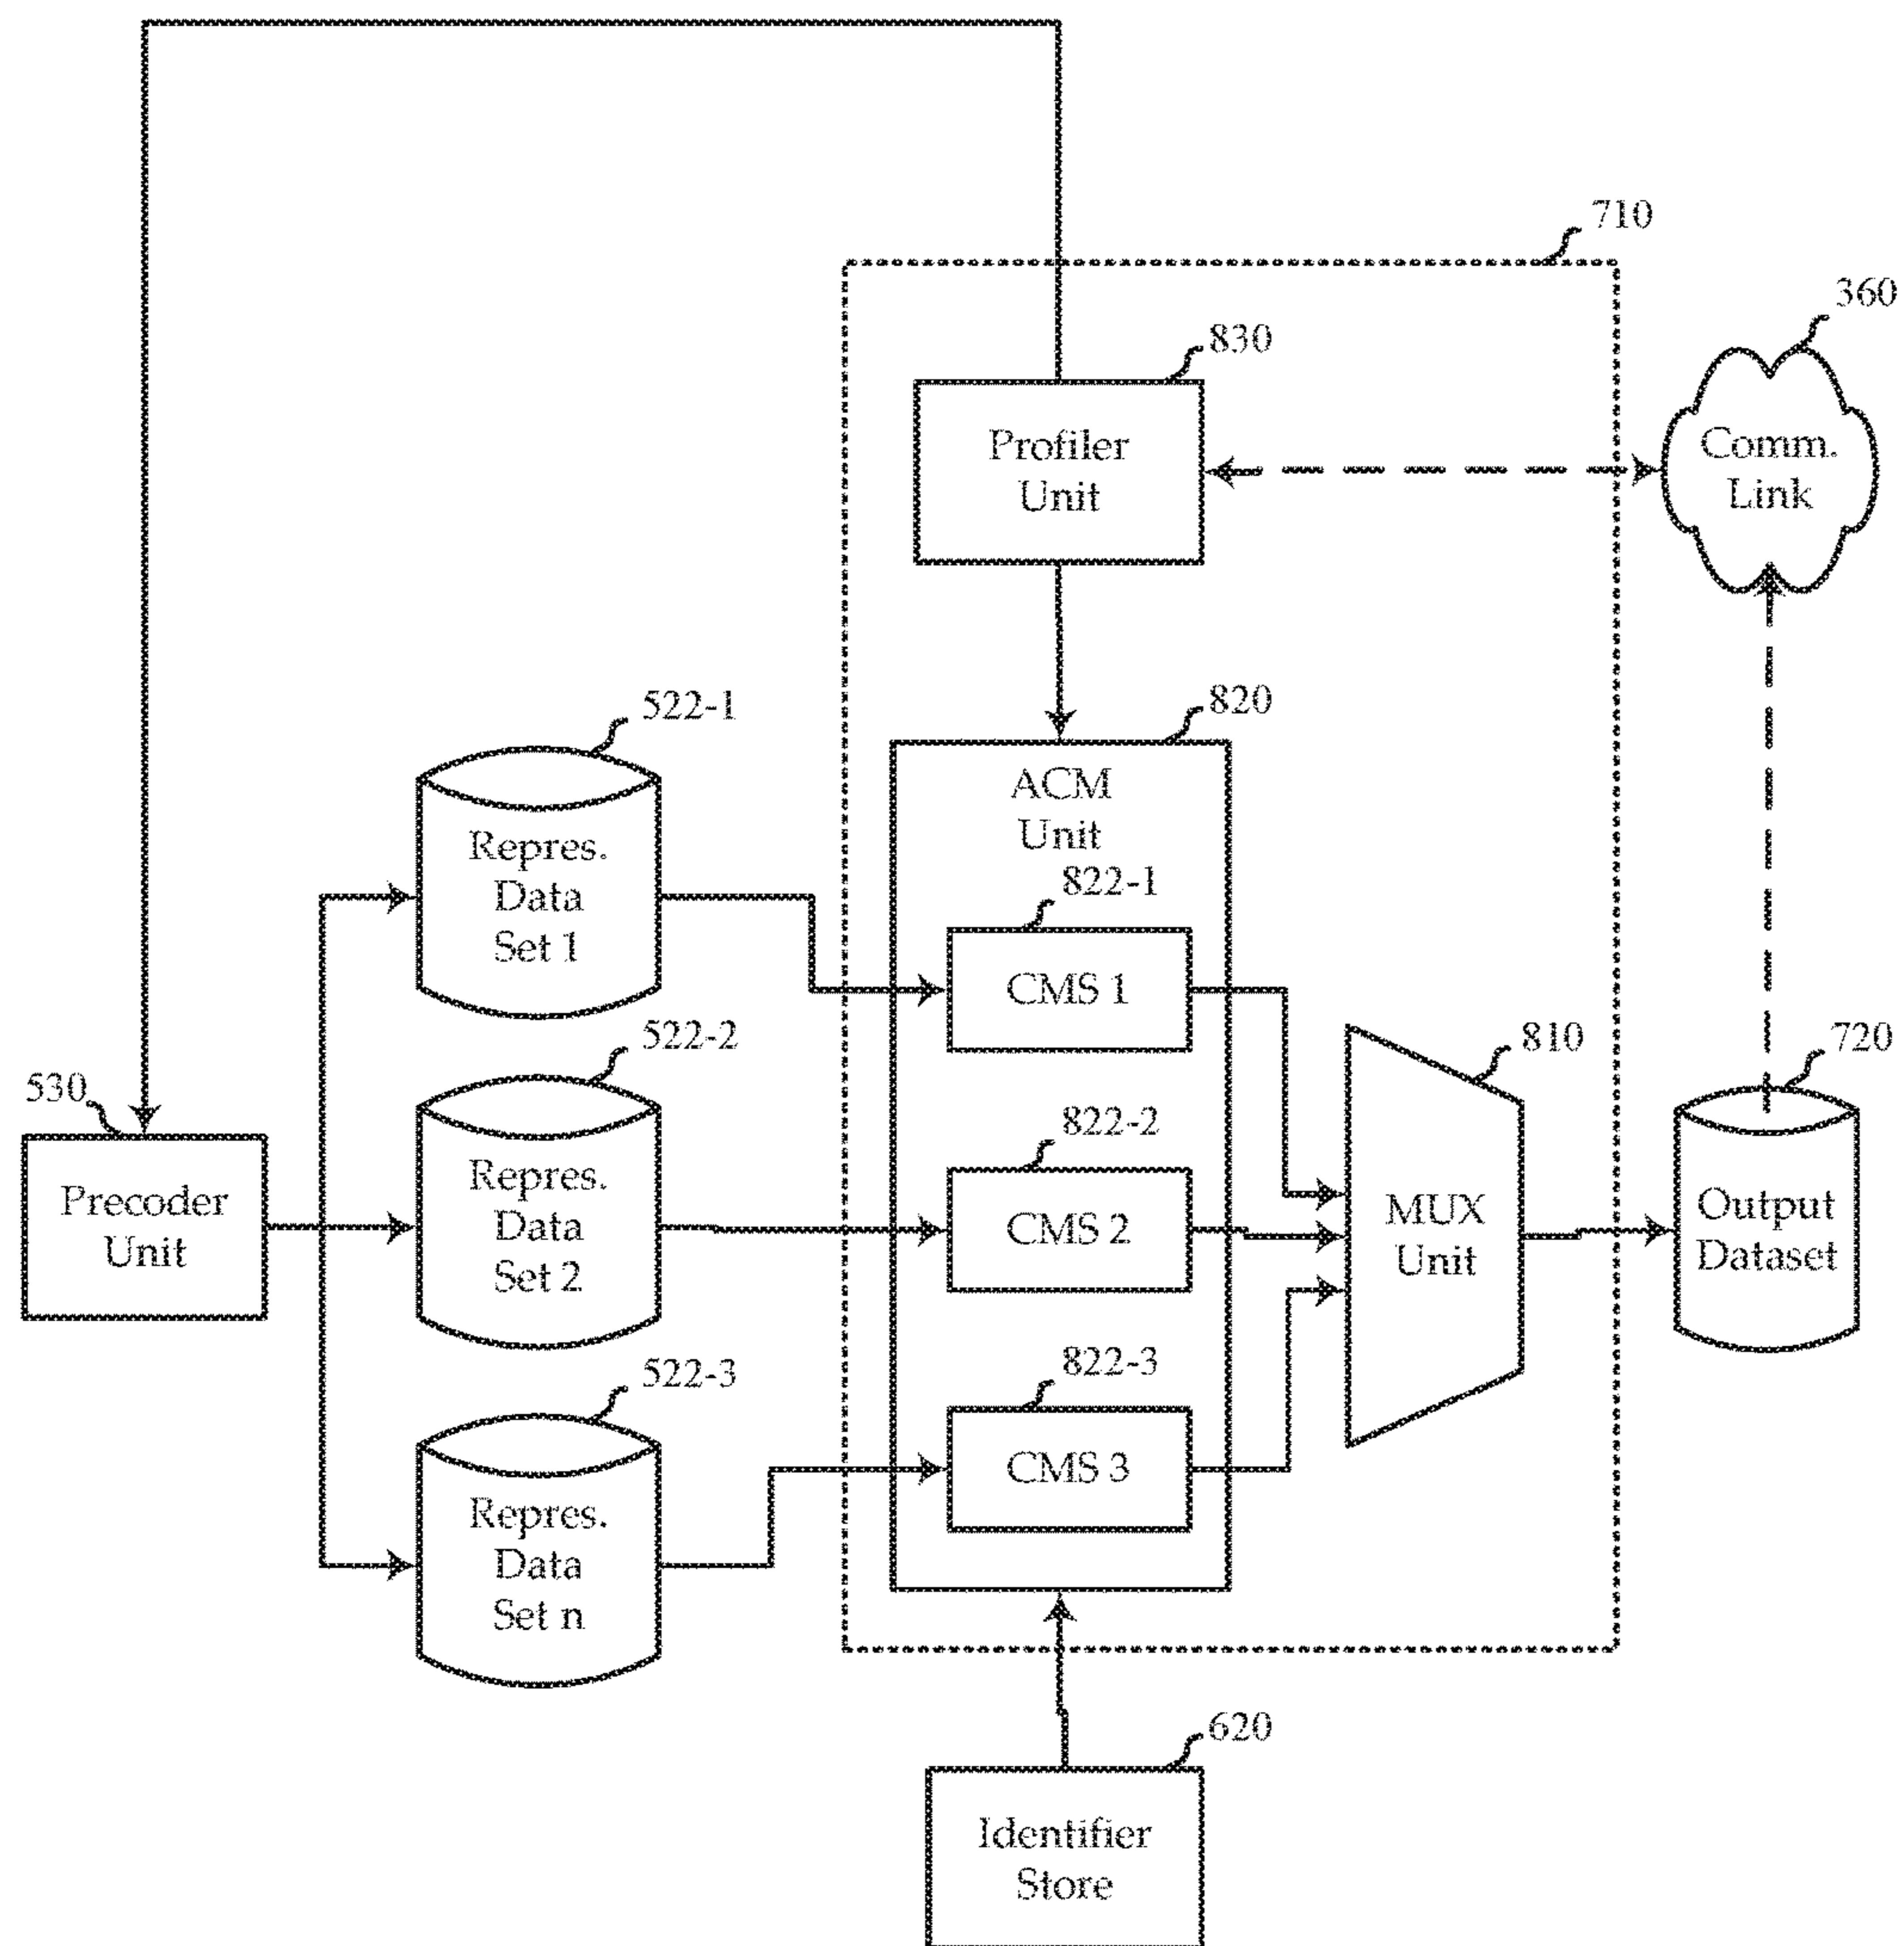 710
360
830
Profiler
Unit
Comm.
Link
522-1
820
ACM
Unit
Repres.
Data
Set 1
822-1
CMS 1
522-2
810
720
530
822-2
Precoder
Unit
Repres.
Data
Set 2
CMS 2
MUX
Unit
Output
Dataset
522-3
822-3
CMS 3
Repres.
Data
Set n
620
Identifier
Store